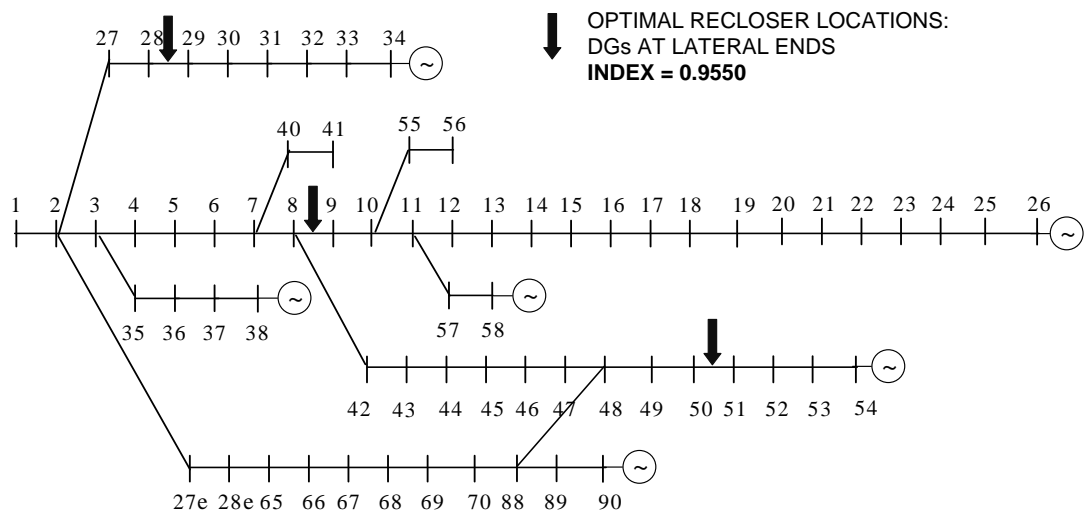 OPTIMAL RECLOSER LOCATIONS:
DGs AT LATERAL ENDS
INDEX = 0.9550
27 28 29 30 31 32 33 34 ~
40 41 55 56
1 2 3 4 5 6 7 8 9 10 11 12 13 14 15 16 17 18 19 20 21 22 23 24 25 26 ~
~ ~
35 36 37 38 57 58
~
42 43 44 45 46 47 48 49 50 51 52 53 54
~
27e 28e 65 66 67 68 69 70 88 89 90